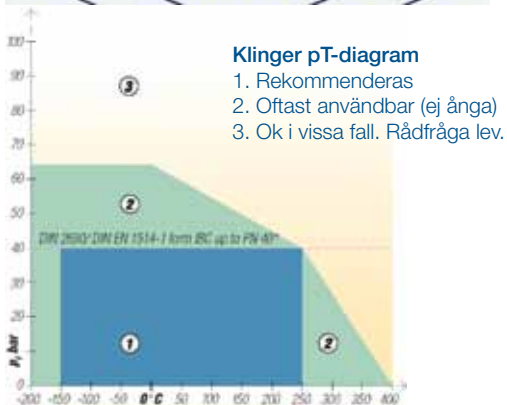 Klinger pT-diagram
1. Rekommenderas
2. Oftast användbar (ej ånga)
3. Ok i vissa fall. Rådfråga lev.
100
90
3
80
70
60
2
50
DIN 2690/ DIN EN 1514-1 form IBC up to PN 40*
40
30
20
1
2
10
p, bar
0
-200 -150 -100 -50 0°C 50 100 150 200 250 300 350 400